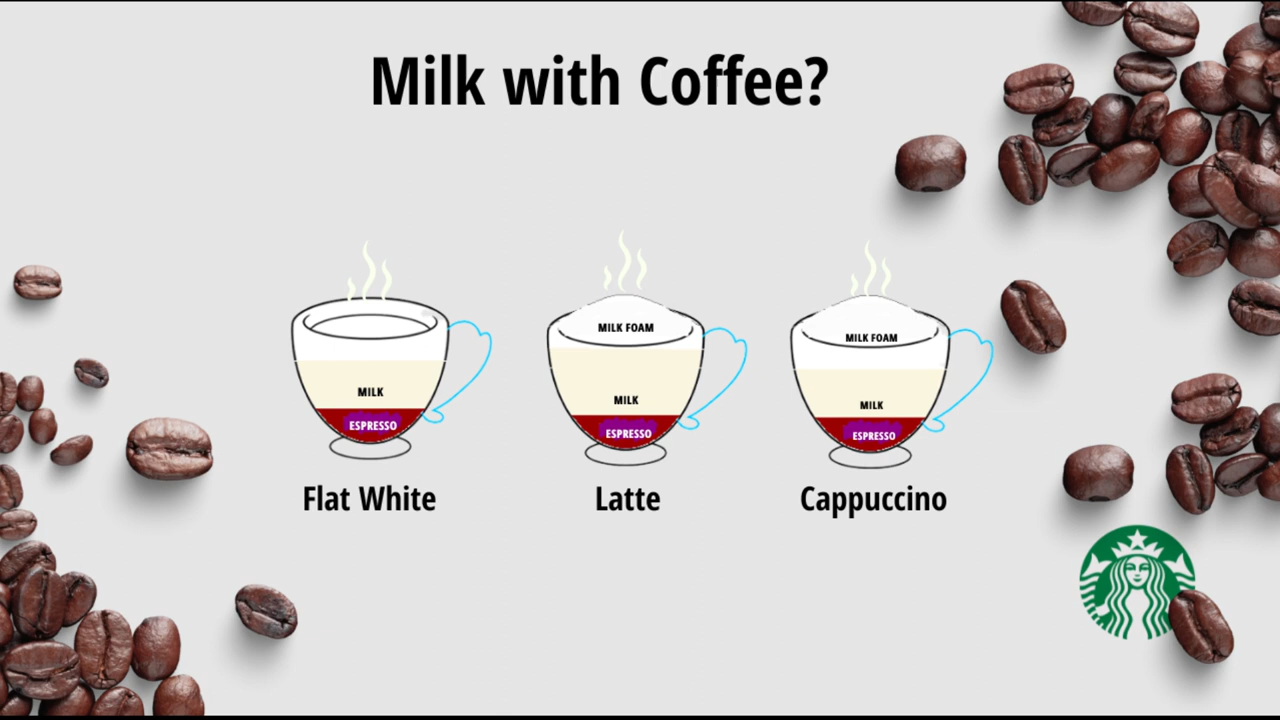 Milk with Coffee?
MILK
ESPRESSO
Flat White
MILK FOAM
MILK
ESPRESSO
Latte
MILK FOAM
MILK
ESPRESSO
Cappuccino